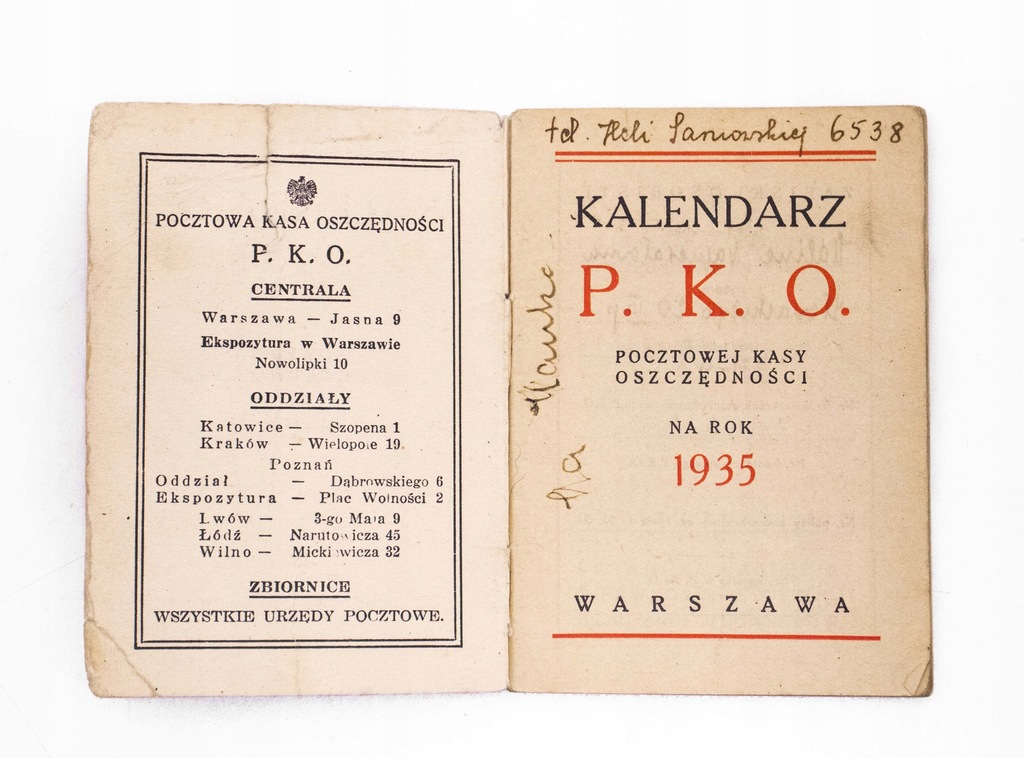 POCZTOWA KASA OSZCZĘDNOŚCI
P. K. O.
CENTRALA
Warszawa — Jasna 9
Ekspozytura w Warszawie
Nowolipki 10
ODDZIAŁY
Katowice — Szopena 1
Kraków — Wielopole 19.
Poznań
Oddział — Dąbrowskiego 6
Ekspozytura — Plac Wolności 2
Lwów — 3-go Maja 9
Łódź — Narutowicza 45
Wilno — Mickiewicza 32
ZBIORNICE
WSZYSTKIE URZĘDY POCZTOWE.
tel. Heli 6538
KALENDARZ
P. K. O.
POCZTOWEJ KASY
OSZCZĘDNOŚCI
NA ROK
1935
WARSZAWA